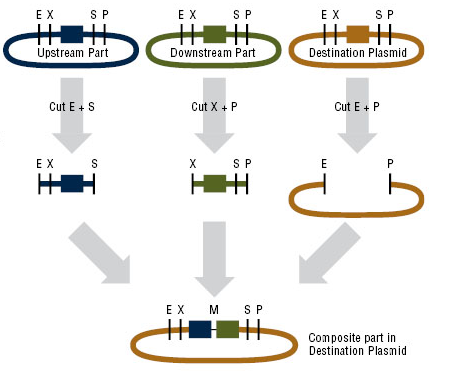 E X S P E X S P E X S P
Upstream Part Downstream Part Destination Plasmid
Cut E + S Cut X + P Cut E + P
E X S X S P E P
E X M S P
Composite part in
Destination Plasmid